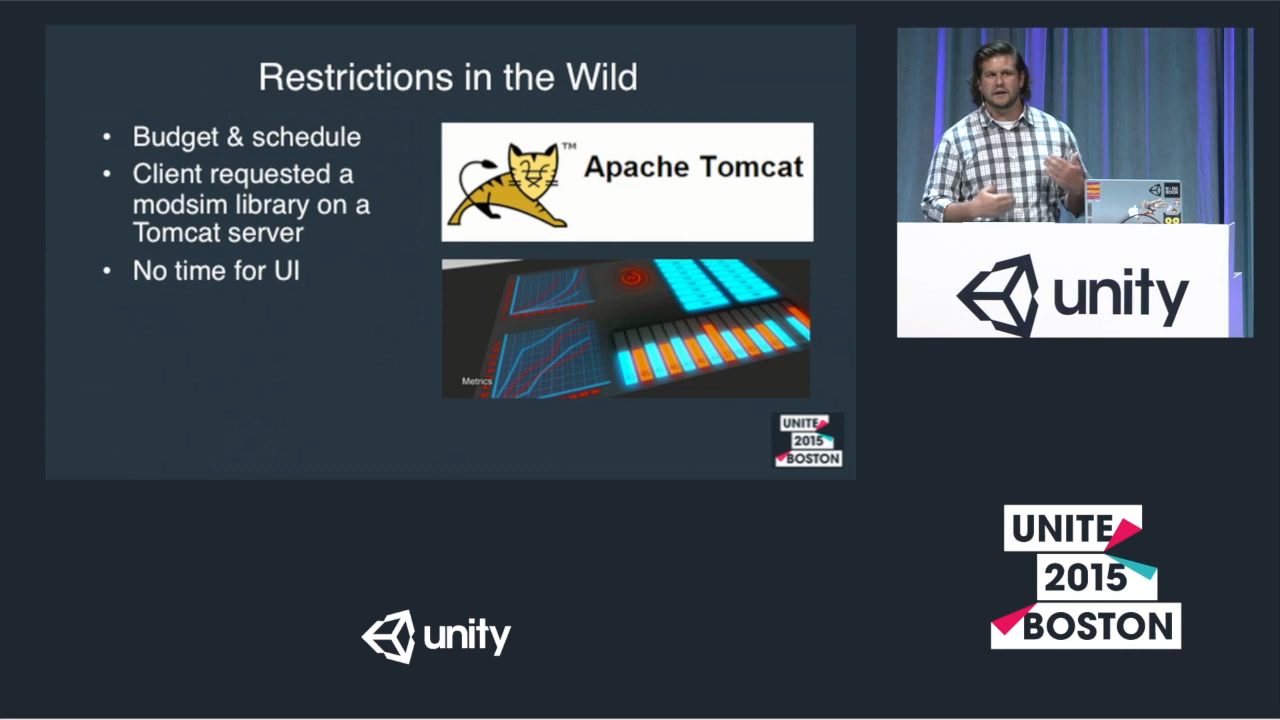 Restrictions in the Wild
• Budget & schedule
• Client requested a
modsim library on a
Tomcat server
• No time for UI
™
Apache Tomcat
Metrics
UNITE
2015
BOSTON
unity
UNITE
2015
BOSTON
unity